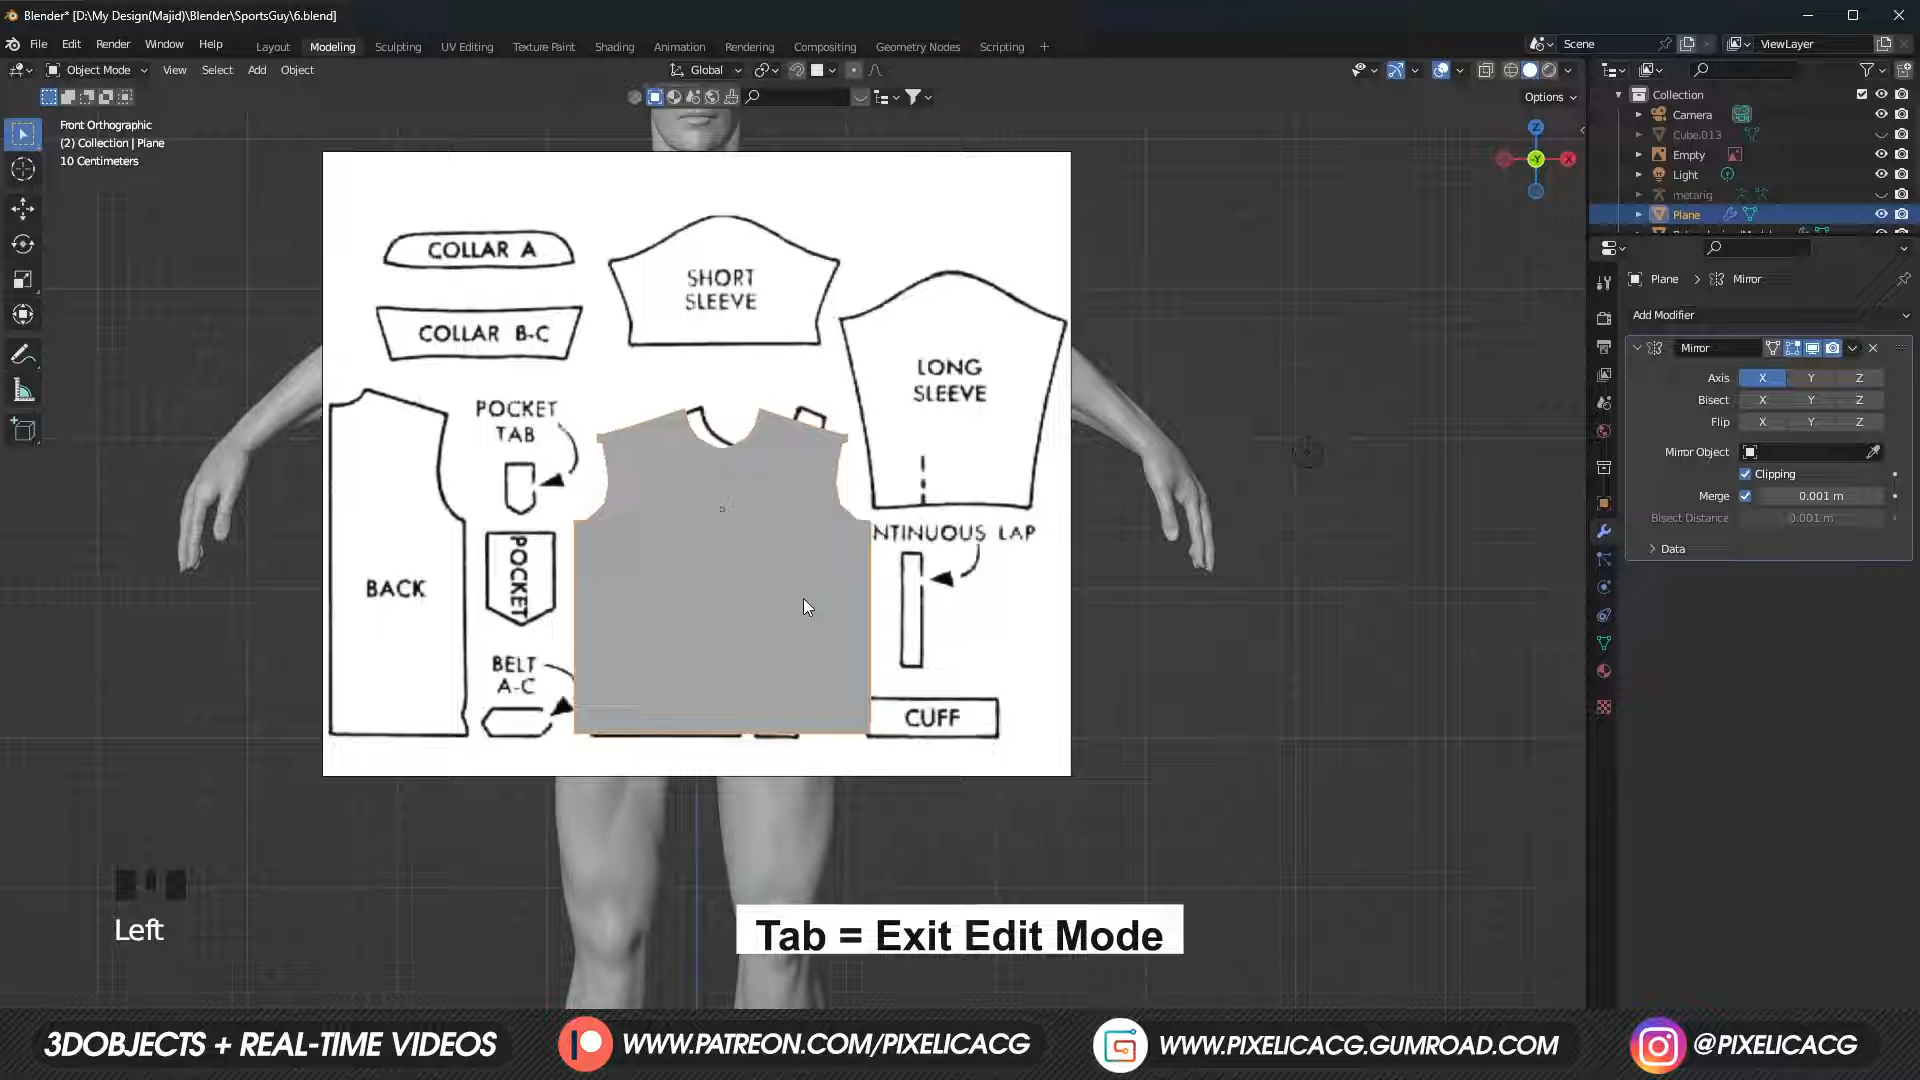 Blender* [D:\My Design(Majid)\Blender\SportsGuy\6.blend]
File Edit Render Window Help
Layout Modeling Sculpting UV Editing Texture Paint Shading Animation Rendering Compositing Geometry Nodes Scripting +
Scene
ViewLayer
Object Mode View Select Add Object
Global
Options
Front Orthographic
(2) Collection | Plane
10 Centimeters
Z
-Y
X
Collection
Camera
Cube.013
Empty
Light
metarig
Plane
Plane > Mirror
Add Modifier
Mirror
Axis X Y Z
Bisect X Y Z
Flip X Y Z
Mirror Object
Clipping
Merge 0.001 m
Bisect Distance 0.001 m
Data
COLLAR A
COLLAR B-C
SHORT
SLEEVE
LONG
SLEEVE
POCKET
TAB
BACK
POCKET
NTINUOUS LAP
BELT
A-C
CUFF
Left
Tab = Exit Edit Mode
3DOBJECTS + REAL-TIME VIDEOS
WWW.PATREON.COM/PIXELICACG
WWW.PIXELICACG.GUMROAD.COM
@PIXELICACG